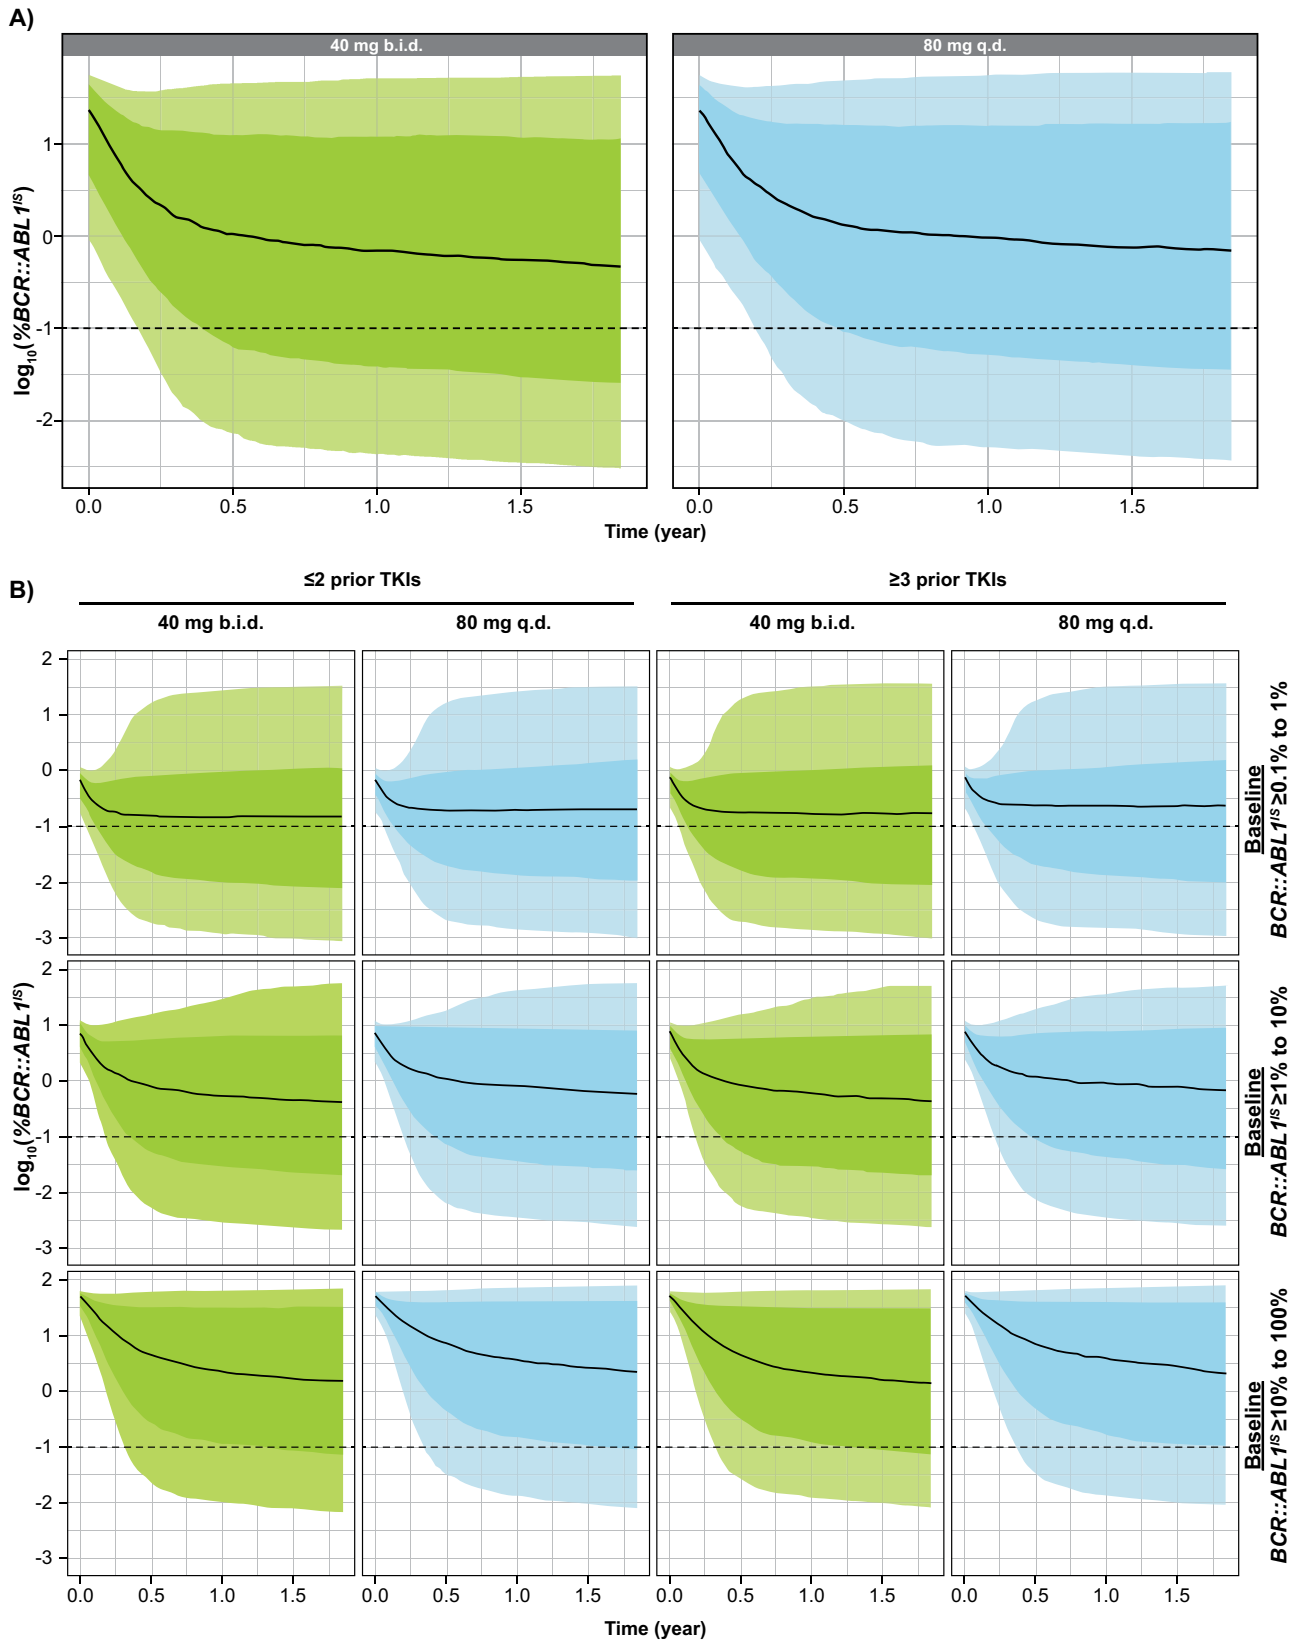 A)
40 mg b.i.d.
80 mg q.d.
log10(%BCR::ABL1IS)
1
0
-1
-2
0.0 0.5 1.0 1.5
0.0 0.5 1.0 1.5
Time (year)
B)
≤2 prior TKIs
≥3 prior TKIs
40 mg b.i.d.
80 mg q.d.
40 mg b.i.d.
80 mg q.d.
log10(%BCR::ABL1IS)
2
1
0
-1
-2
-3
Baseline
BCR::ABL1IS ≥0.1% to 1%
2
1
0
-1
-2
-3
Baseline
BCR::ABL1IS ≥1% to 10%
2
1
0
-1
-2
-3
Baseline
BCR::ABL1IS ≥10% to 100%
0.0 0.5 1.0 1.5
0.0 0.5 1.0 1.5
0.0 0.5 1.0 1.5
0.0 0.5 1.0 1.5
Time (year)